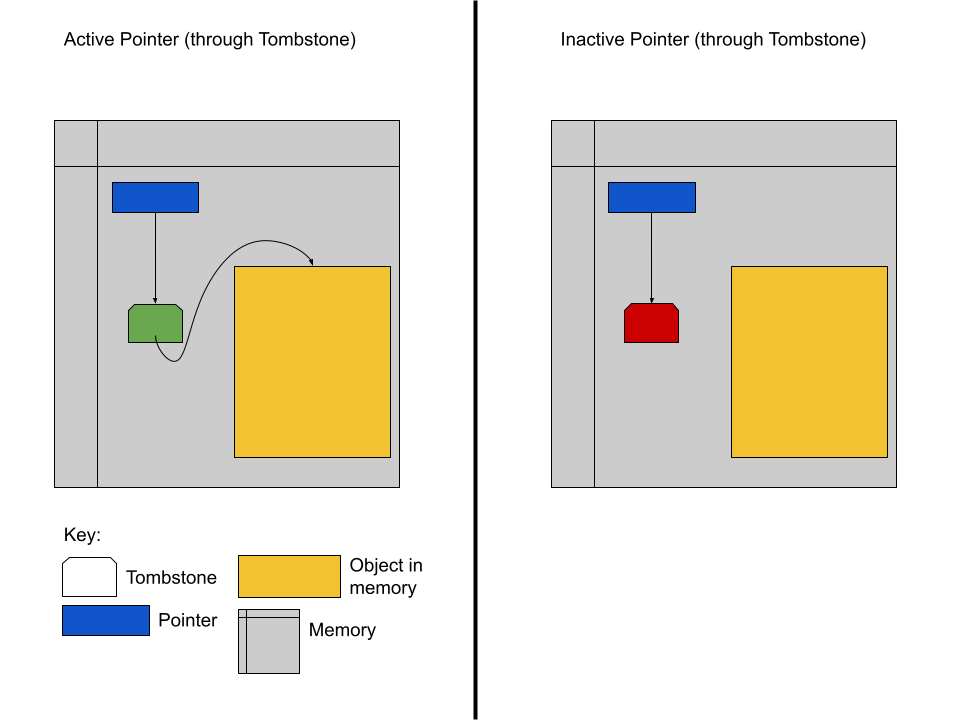 Active Pointer (through Tombstone)
Inactive Pointer (through Tombstone)
Key:
Tombstone
Object in
memory
Pointer
Memory